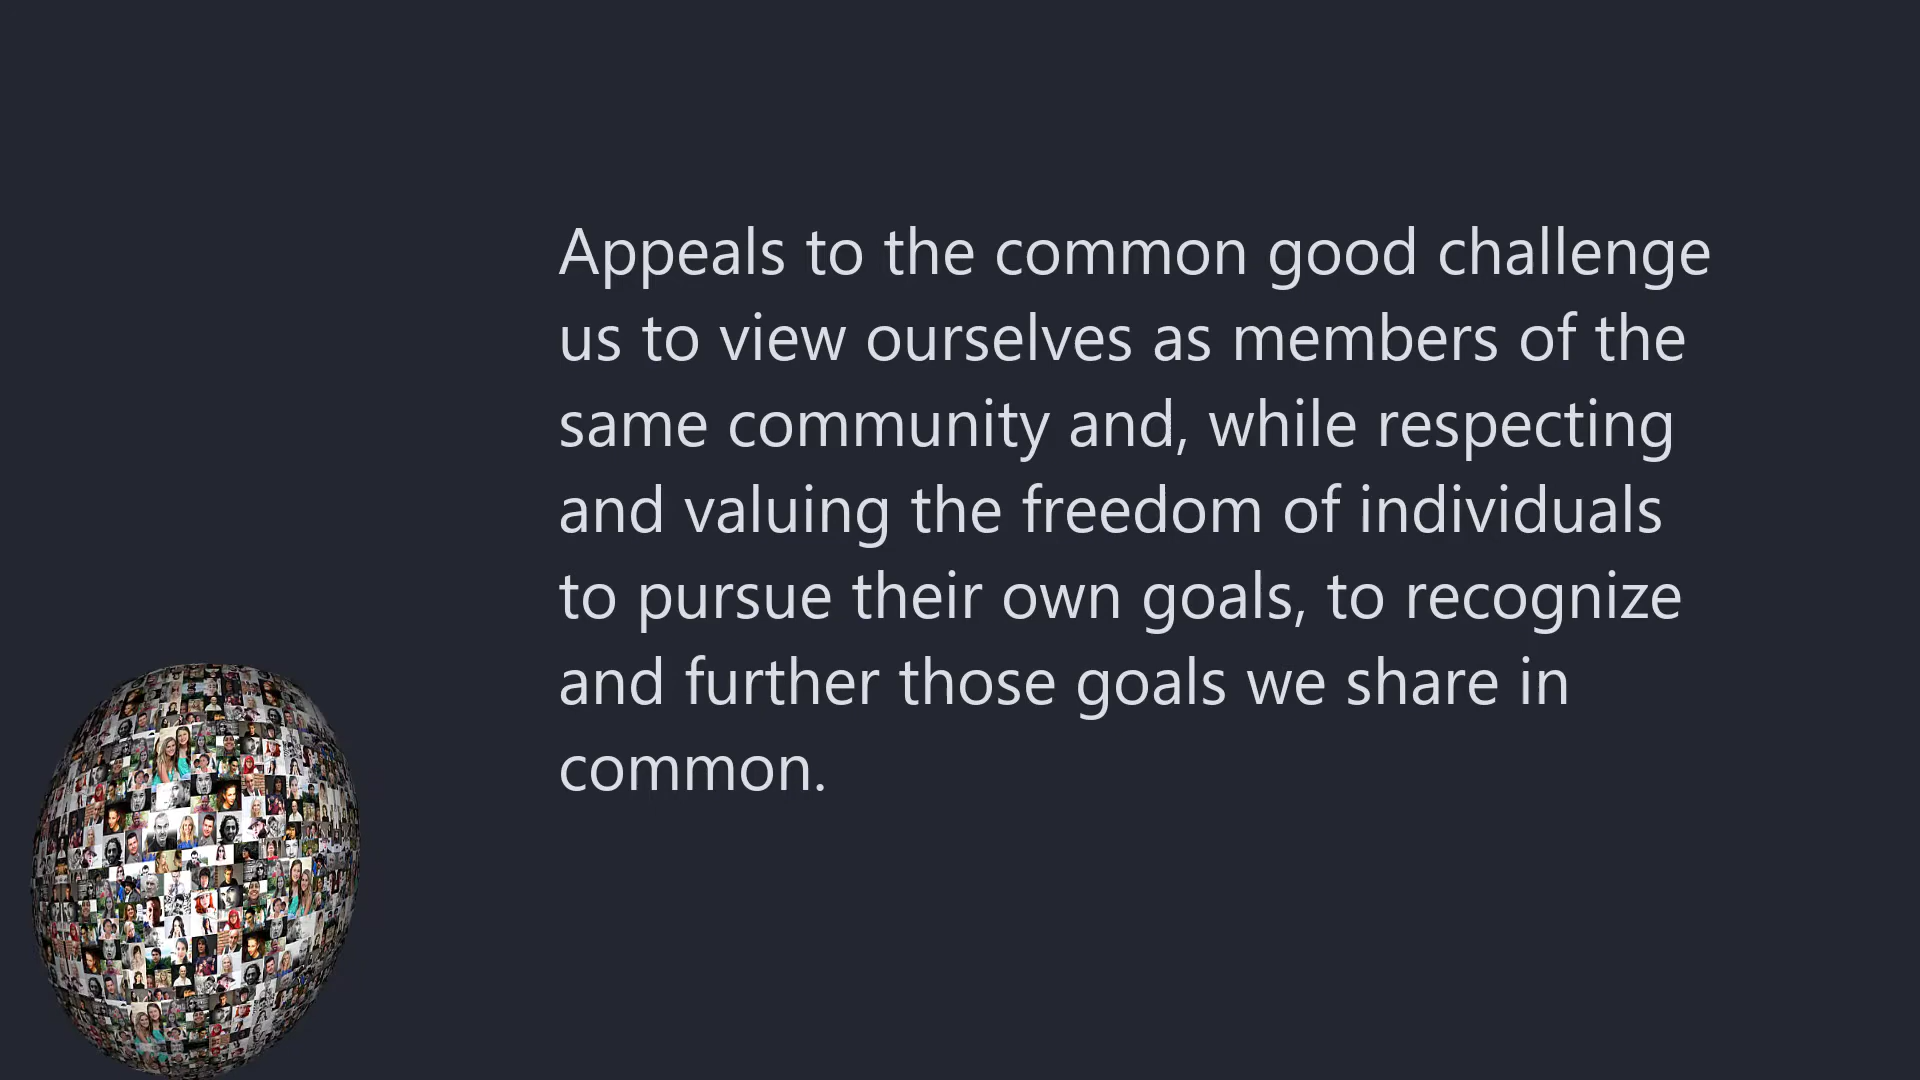 Appeals to the common good challenge
us to view ourselves as members of the
same community and, while respecting
and valuing the freedom of individuals
to pursue their own goals, to recognize
and further those goals we share in
common.